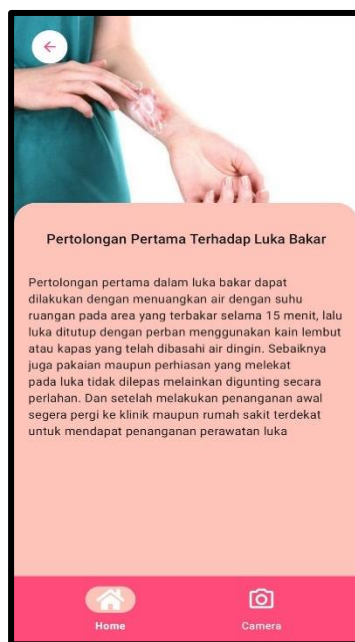 Pertolongan Pertama Terhadap Luka Bakar
Pertolongan pertama dalam luka bakar dapat
dilakukan dengan menuangkan air dengan suhu
ruangan pada area yang terbakar selama 15 menit, lalu
luka ditutup dengan perban menggunakan kain lembut
atau kapas yang telah dibasahi air dingin. Sebaiknya
juga pakaian maupun perhiasan yang melekat
pada luka tidak dilepas melainkan digunting secara
perlahan. Dan setelah melakukan penanganan awal
segera pergi ke klinik maupun rumah sakit terdekat
untuk mendapat penanganan perawatan luka
Home
Camera